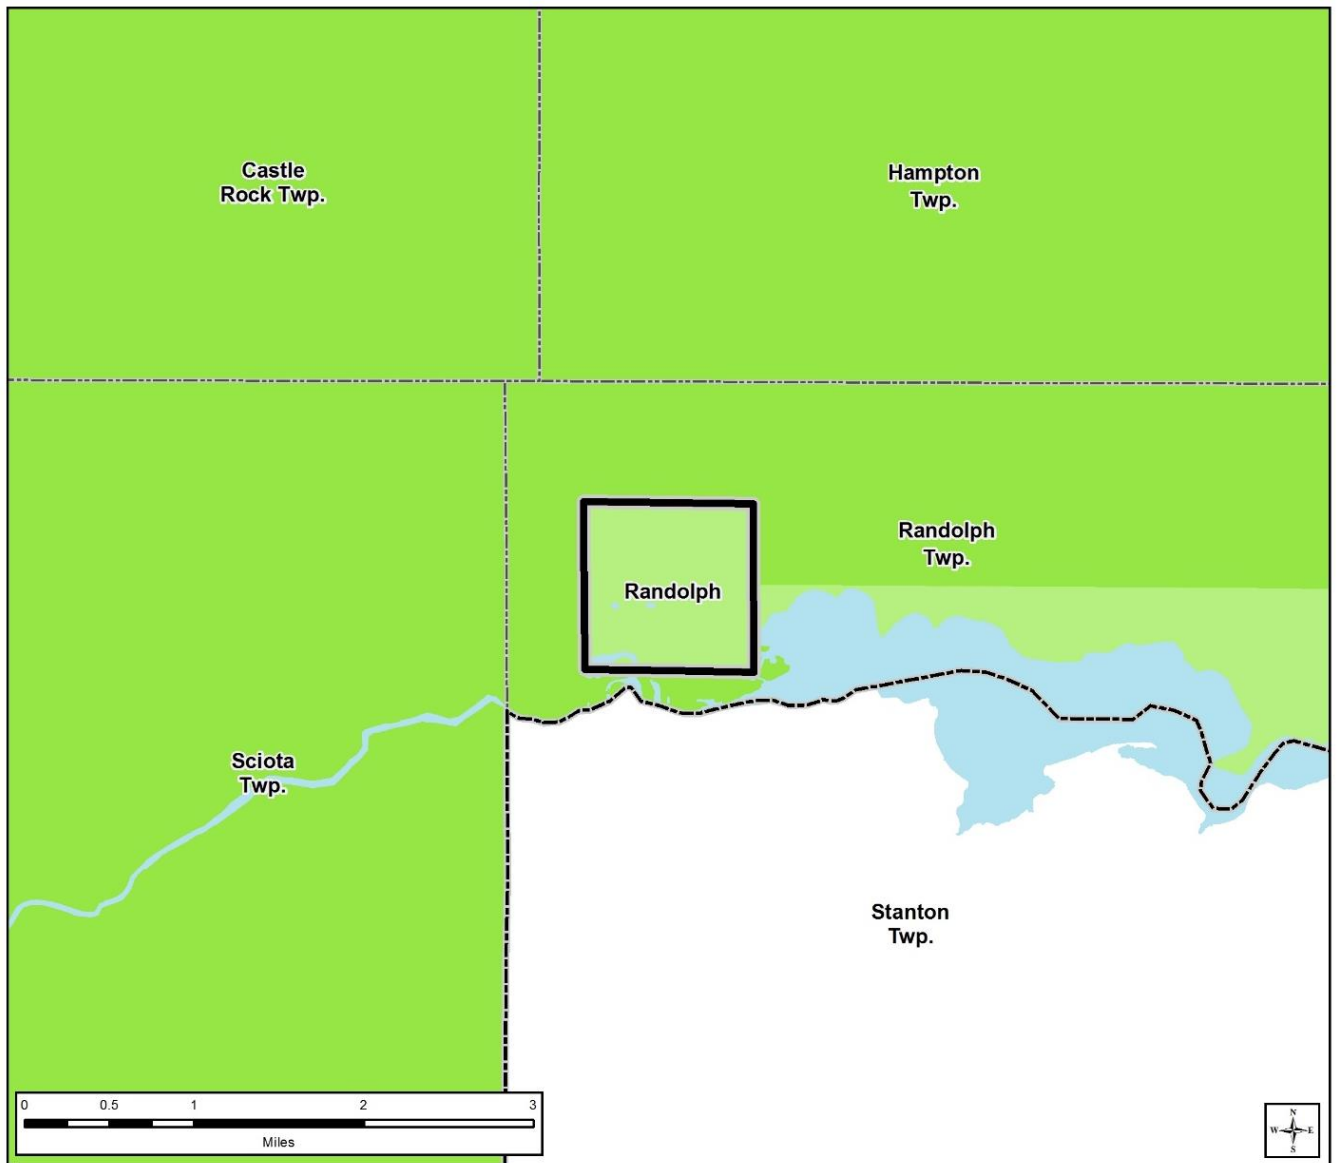 Castle
Rock Twp.
Hampton
Twp.
Randolph
Twp.
Randolph
Sciota
Twp.
Stanton
Twp.
0 0.5 1 2 3
Miles
N
W E
S